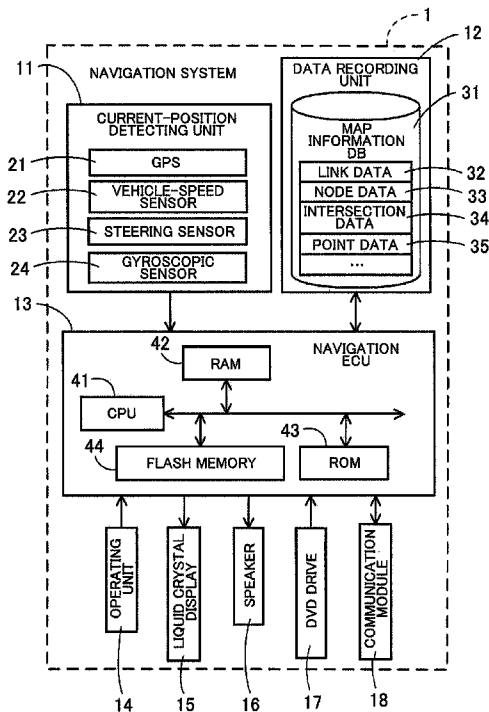 1
12
11
NAVIGATION SYSTEM
DATA RECORDING
UNIT
31
CURRENT-POSITION
DETECTING UNIT
21
GPS
22
VEHICLE-SPEED
SENSOR
23
STEERING SENSOR
24
GYROSCOPIC
SENSOR
MAP
INFORMATION
DB
LINK DATA
32
NODE DATA
33
INTERSECTION
DATA
34
POINT DATA
35
...
13
NAVIGATION
ECU
42
RAM
41
CPU
44
FLASH MEMORY
43
ROM
OPERATING
UNIT
LIQUID CRYSTAL
DISPLAY
SPEAKER
DVD DRIVE
COMMUNICATION
MODULE
14
15
16
17
18